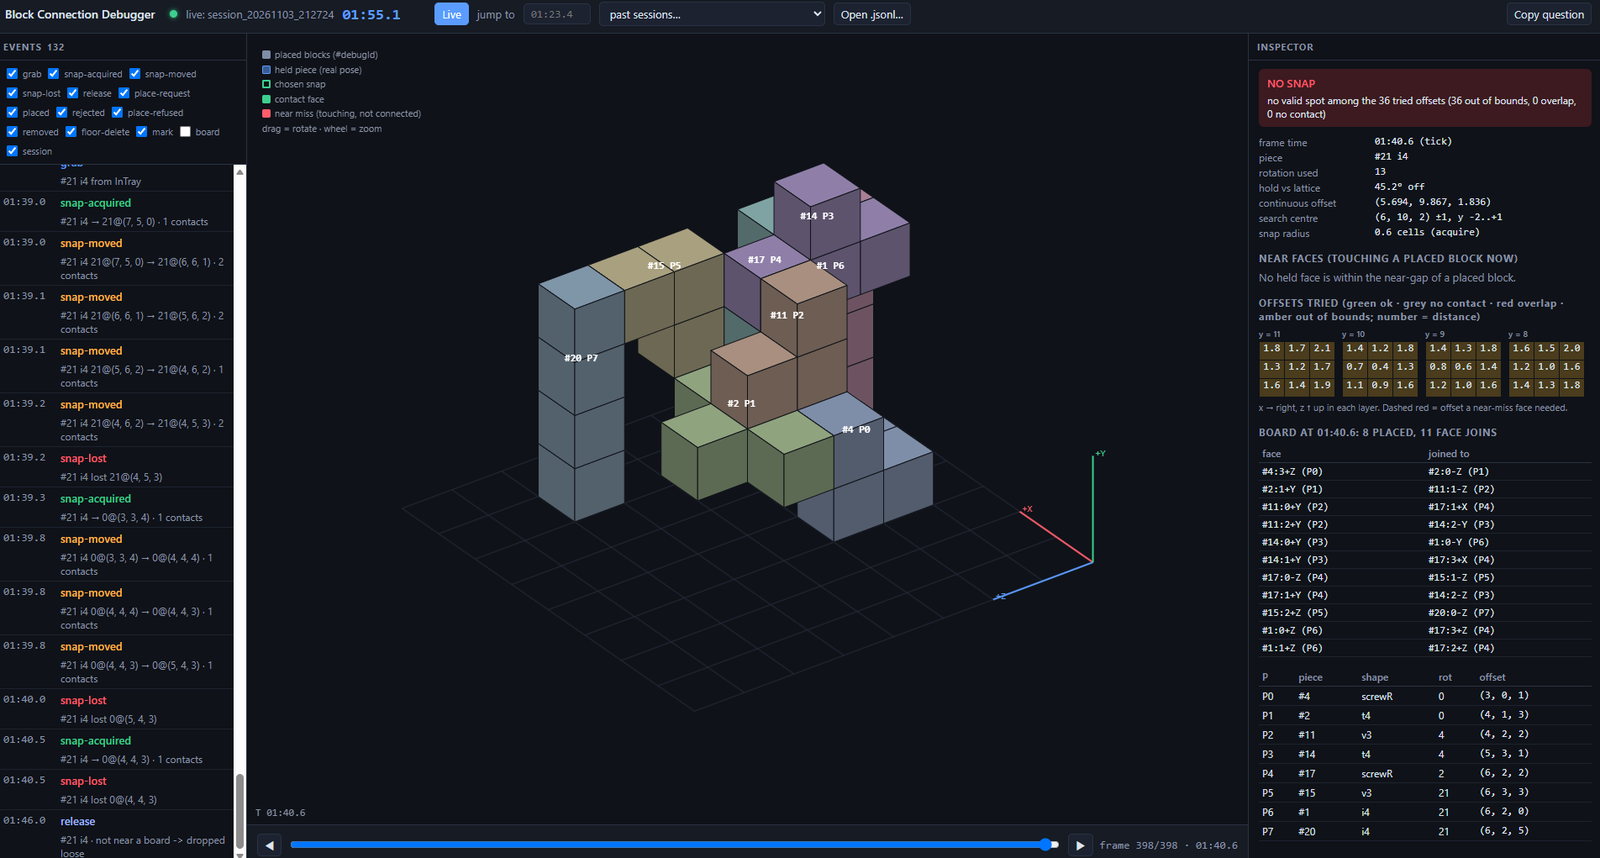 Block Connection Debugger live: session_20261103_212724 01:55.1 Live jump to 01:23.4 past sessions... Open .jsonl... Copy question
EVENTS 132
grab snap-acquired snap-moved
snap-lost release place-request
placed rejected place-refused
removed floor-delete mark board
session
grab
#21 i4 from InTray
01:39.0 snap-acquired
#21 i4 → 21@(7, 5, 0) · 1 contacts
01:39.0 snap-moved
#21 i4 21@(7, 5, 0) → 21@(6, 6, 1) · 2
contacts
01:39.1 snap-moved
#21 i4 21@(6, 6, 1) → 21@(5, 6, 2) · 2
contacts
01:39.1 snap-moved
#21 i4 21@(5, 6, 2) → 21@(4, 6, 2) · 1
contacts
01:39.2 snap-moved
#21 i4 21@(4, 6, 2) → 21@(4, 5, 3) · 2
contacts
01:39.2 snap-lost
#21 i4 lost 21@(4, 5, 3)
01:39.3 snap-acquired
#21 i4 → 0@(3, 3, 4) · 1 contacts
01:39.8 snap-moved
#21 i4 0@(3, 3, 4) → 0@(4, 4, 4) · 1
contacts
01:39.8 snap-moved
#21 i4 0@(4, 4, 4) → 0@(4, 4, 3) · 1
contacts
01:39.8 snap-moved
#21 i4 0@(4, 4, 3) → 0@(5, 4, 3) · 1
contacts
01:40.0 snap-lost
#21 i4 lost 0@(5, 4, 3)
01:40.5 snap-acquired
#21 i4 → 0@(4, 4, 3) · 1 contacts
01:40.5 snap-lost
#21 i4 lost 0@(4, 4, 3)
01:46.0 release
#21 i4 · not near a board -> dropped
loose
placed blocks (#debugId)
held piece (real pose)
chosen snap
contact face
near miss (touching, not connected)
drag = rotate · wheel = zoom
#14 P3
#15 P5
#17 P4
#1 P6
#11 P2
#20 P7
#2 P1
#4 P0
+Y
+X
+Z
T 01:40.6
◀ ▶ frame 398/398 · 01:40.6
INSPECTOR
NO SNAP
no valid spot among the 36 tried offsets (36 out of bounds, 0 overlap,
0 no contact)
frame time 01:40.6 (tick)
piece #21 i4
rotation used 13
hold vs lattice 45.2° off
continuous offset (5.694, 9.867, 1.836)
search centre (6, 10, 2) ±1, y -2..+1
snap radius 0.6 cells (acquire)
NEAR FACES (TOUCHING A PLACED BLOCK NOW)
No held face is within the near-gap of a placed block.
OFFSETS TRIED (green ok · grey no contact · red overlap ·
amber out of bounds; number = distance)
y = 11 y = 10 y = 9 y = 8
1.8 1.7 2.1 1.4 1.2 1.8 1.4 1.3 1.8 1.6 1.5 2.0
1.3 1.2 1.7 0.7 0.4 1.3 0.8 0.6 1.4 1.2 1.0 1.6
1.6 1.4 1.9 1.1 0.9 1.6 1.2 1.0 1.6 1.4 1.3 1.8
x → right, z ↑ up in each layer. Dashed red = offset a near-miss face needed.
BOARD AT 01:40.6: 8 PLACED, 11 FACE JOINS
face joined to
#4:3+Z (P0) #2:0-Z (P1)
#2:1+Y (P1) #11:1-Z (P2)
#11:0+Y (P2) #17:1+X (P4)
#11:2+Y (P2) #14:2-Y (P3)
#14:0+Y (P3) #1:0-Y (P6)
#14:1+Y (P3) #17:3+X (P4)
#17:0-Z (P4) #15:1-Z (P5)
#17:1+Y (P4) #14:2-Z (P3)
#15:2+Z (P5) #20:0-Z (P7)
#1:0+Z (P6) #17:3+Z (P4)
#1:1+Z (P6) #17:2+Z (P4)
P piece shape rot offset
P0 #4 screwR 0 (3, 0, 1)
P1 #2 t4 0 (4, 1, 3)
P2 #11 v3 4 (4, 2, 2)
P3 #14 t4 4 (5, 3, 1)
P4 #17 screwR 2 (6, 2, 2)
P5 #15 v3 21 (6, 3, 3)
P6 #1 i4 21 (6, 2, 0)
P7 #20 i4 21 (6, 2, 5)